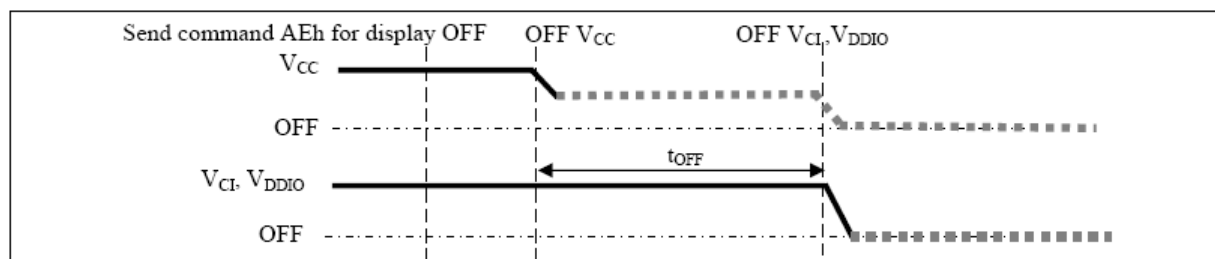 Send command AEh for display OFF OFF VCC OFF VCI ,VDDIO
VCC
OFF
tOFF
VCI, VDDIO
OFF